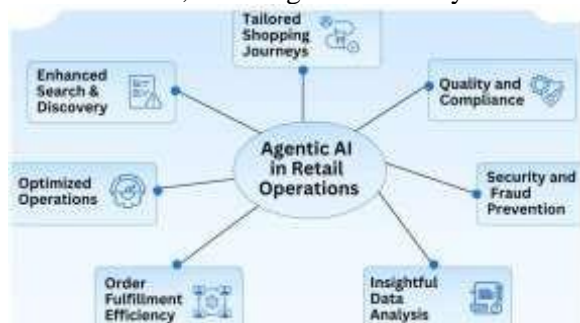 Tailored
Shopping
Journeys
Enhanced
Search &
Discovery
Quality and
Compliance
Agentic AI
in Retail
Operations
Optimized
Operations
Security and
Fraud
Prevention
Order
Fulfillment
Efficiency
Insightful
Data
Analysis